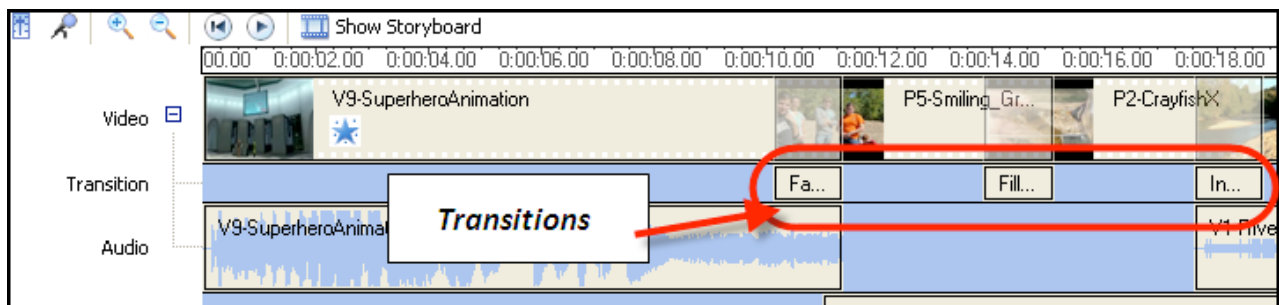 Show Storyboard
00.00 0:00:02.00 0:00:04.00 0:00:06.00 0:00:08.00 0:00:10.00 0:00:12.00 0:00:14.00 0:00:16.00 0:00:18.00
Video V9-SuperheroAnimation P5-Smiling_Gr... P2-CrayfishX
Transition Fa... Fill... In...
Transitions
Audio V9-SuperheroAnima